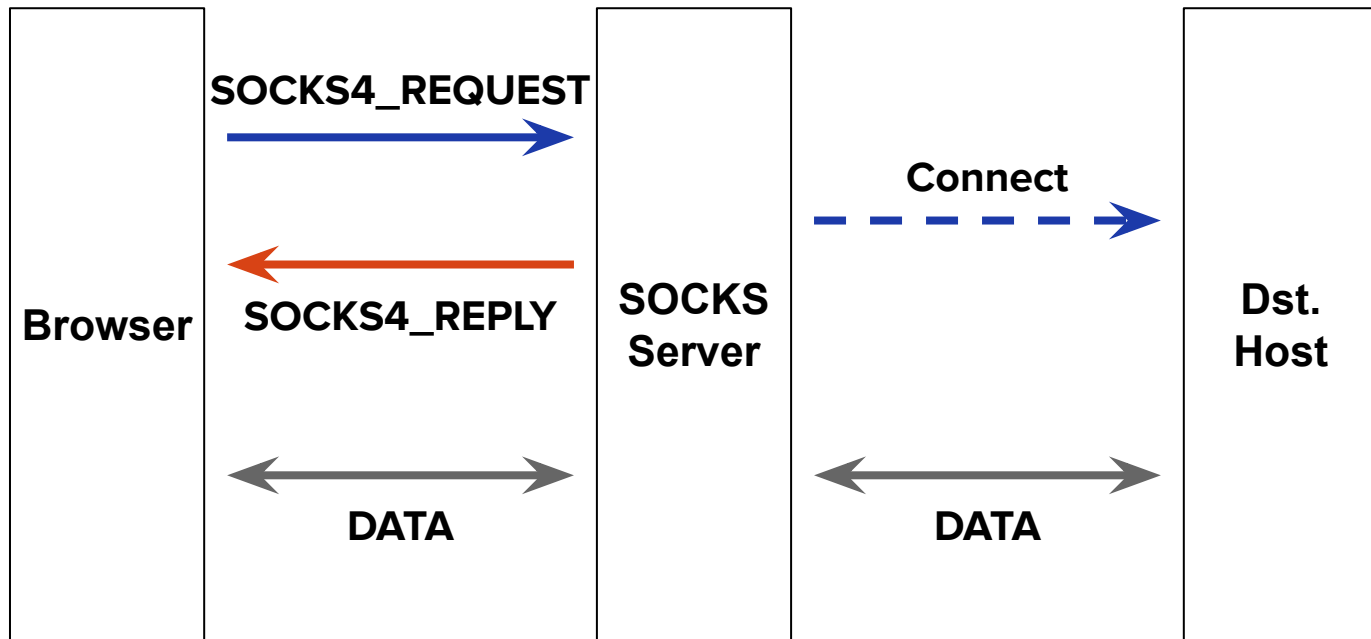 SOCKS4_REQUEST
Connect
Browser
SOCKS4_REPLY
SOCKS
Server
Dst.
Host
DATA
DATA